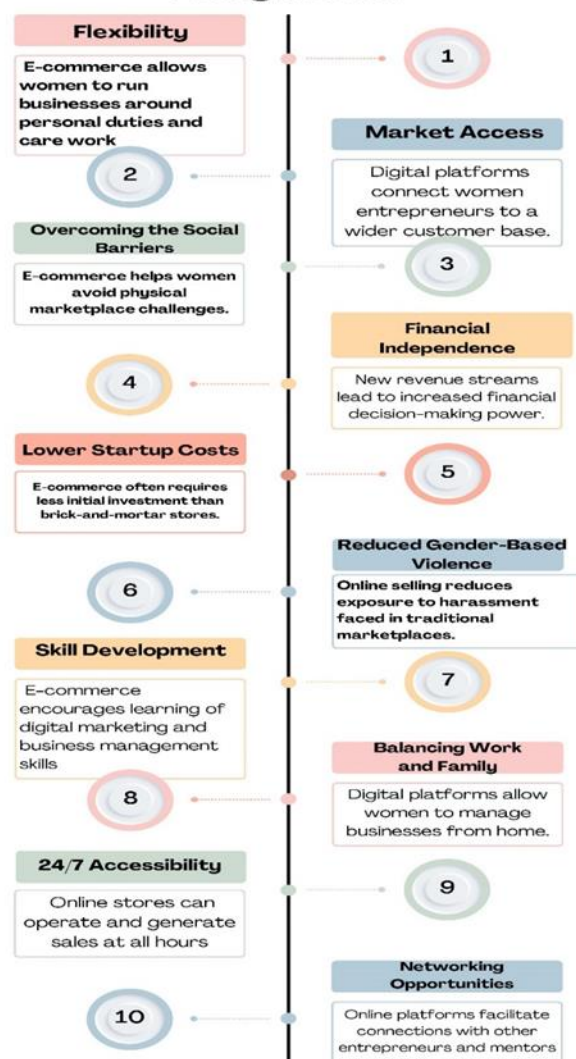 Flexibility
1
E-commerce allows
women to run
businesses around
personal duties and
care work
Market Access
2
Digital platforms
connect women
entrepreneurs to a
wider customer base.
Overcoming the Social
Barriers
3
E-commerce helps women
avoid physical
marketplace challenges.
Financial
Independence
4
New revenue streams
lead to increased financial
decision-making power.
Lower Startup Costs
5
E-commerce often requires
less initial investment than
brick-and-mortar stores.
Reduced Gender-Based
Violence
6
Online selling reduces
exposure to harassment
faced in traditional
marketplaces.
Skill Development
7
E-commerce
encourages learning of
digital marketing and
business management
skills
Balancing Work
and Family
8
Digital platforms allow
women to manage
businesses from home.
24/7 Accessibility
9
Online stores can
operate and generate
sales at all hours
Networking
Opportunities
10
Online platforms facilitate
connections with other
entrepreneurs and mentors